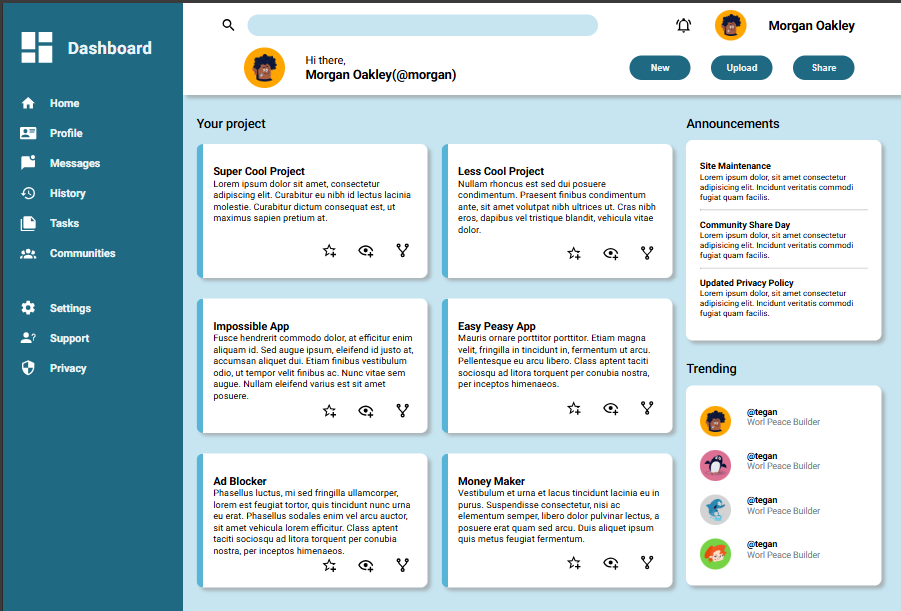 Dashboard
Home
Profile
Messages
History
Tasks
Communities
Settings
Support
Privacy
Morgan Oakley
Hi there,
Morgan Oakley(@morgan)
New
Upload
Share
Your project
Super Cool Project
Lorem ipsum dolor sit amet, consectetur
adipiscing elit. Curabitur eu nibh id lectus lacinia
molestie. Curabitur dictum consequat est, ut
maximus sapien pretium at.
Less Cool Project
Nullam rhoncus est sed dui posuere
condimentum. Praesent finibus condimentum
ante, sit amet volutpat nibh ultrices ut. Cras nibh
eros, dapibus vel tristique blandit, vehicula vitae
dolor.
Impossible App
Fusce hendrerit commodo dolor, at efficitur enim
aliquam id. Sed augue ipsum, eleifend id justo at,
accumsan aliquet dui. Etiam finibus vestibulum
odio, ut tempor velit finibus ac. Nunc vitae sem
augue. Nullam eleifend varius est sit amet
posuere.
Easy Peasy App
Mauris ornare porttitor porttitor. Etiam magna
velit, fringilla in tincidunt in, fermentum ut arcu.
Pellentesque eu arcu libero. Class aptent taciti
sociosqu ad litora torquent per conubia nostra,
per inceptos himenaeos.
Ad Blocker
Phasellus luctus, mi sed fringilla ullamcorper,
lorem est feugiat tortor, quis tincidunt nunc urna
eu erat. Phasellus sodales enim vel arcu auctor,
sit amet vehicula lorem efficitur. Class aptent
taciti sociosqu ad litora torquent per conubia
nostra, per inceptos himenaeos.
Money Maker
Vestibulum et urna et lacus tincidunt lacinia eu in
purus. Suspendisse consectetur, nisi ac
elementum semper, libero dolor pulvinar lectus, a
posuere erat quam sed arcu. Duis aliquet ipsum
quis metus feugiat fermentum.
Announcements
Site Maintenance
Lorem ipsum dolor, sit amet consectetur
adipisicing elit. Incidunt veritatis commodi
fugiat quam facilis.
Community Share Day
Lorem ipsum dolor, sit amet consectetur
adipisicing elit. Incidunt veritatis commodi
fugiat quam facilis.
Updated Privacy Policy
Lorem ipsum dolor, sit amet consectetur
adipisicing elit. Incidunt veritatis commodi
fugiat quam facilis.
Trending
@tegan
Worl Peace Builder
@tegan
Worl Peace Builder
@tegan
Worl Peace Builder
@tegan
Worl Peace Builder